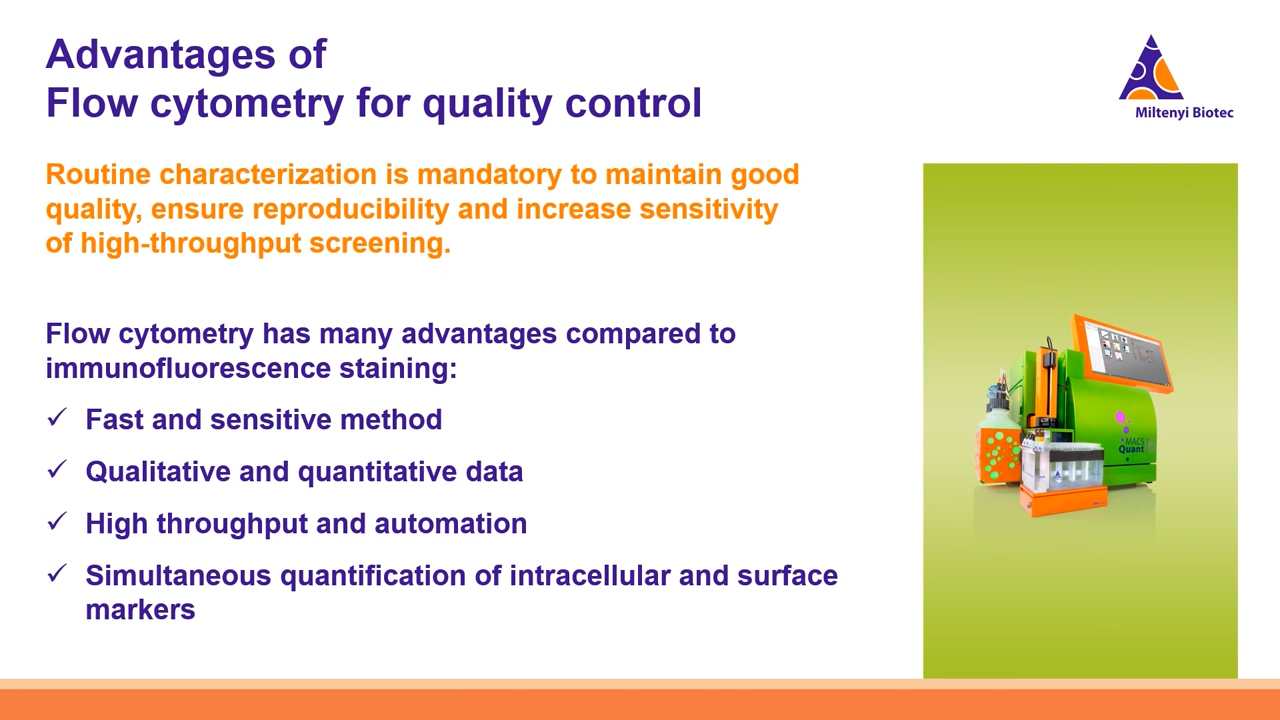 Advantages of
Flow cytometry for quality control
Miltenyi Biotec
Routine characterization is mandatory to maintain good
quality, ensure reproducibility and increase sensitivity
of high-throughput screening.
Flow cytometry has many advantages compared to
immunofluorescence staining:
✓ Fast and sensitive method
✓ Qualitative and quantitative data
✓ High throughput and automation
✓ Simultaneous quantification of intracellular and surface
markers
MACS
Quant